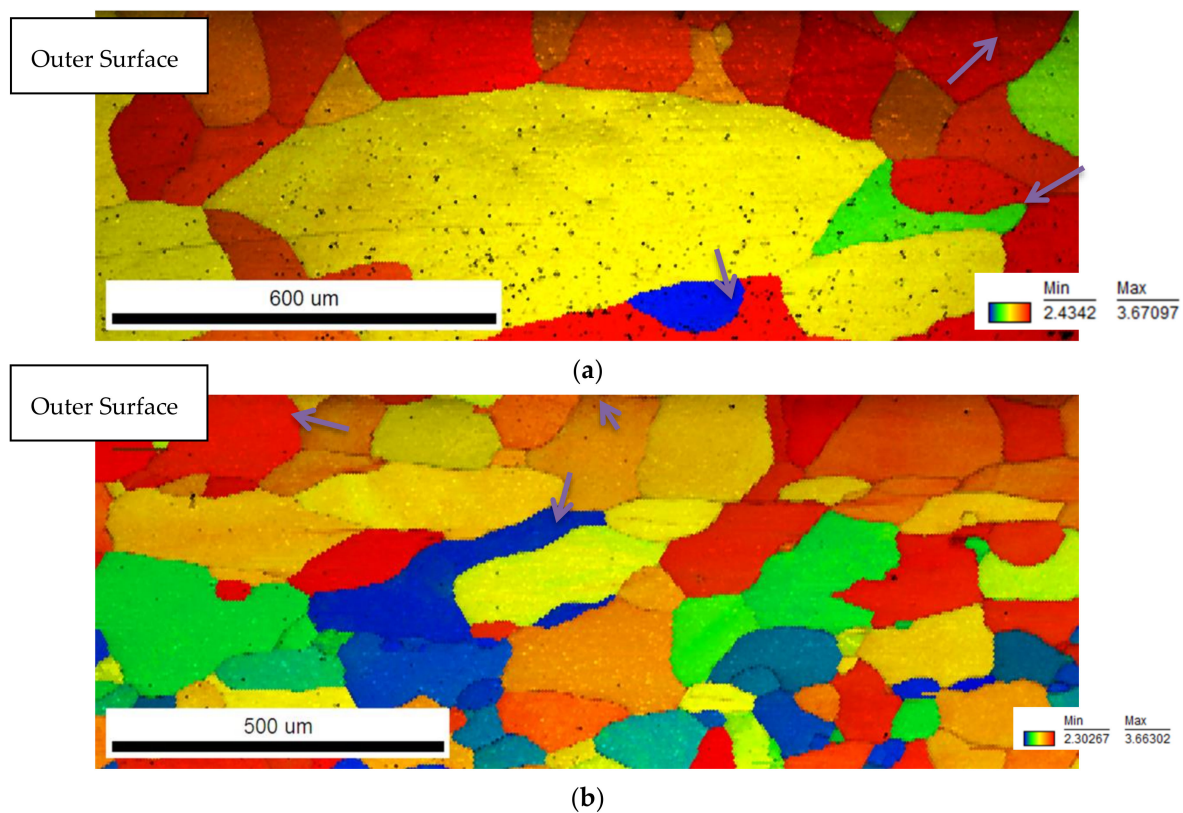 Outer Surface
600 um
Min Max
2.4342 3.67097
(a)
Outer Surface
500 um
Min Max
2.30267 3.66302
(b)